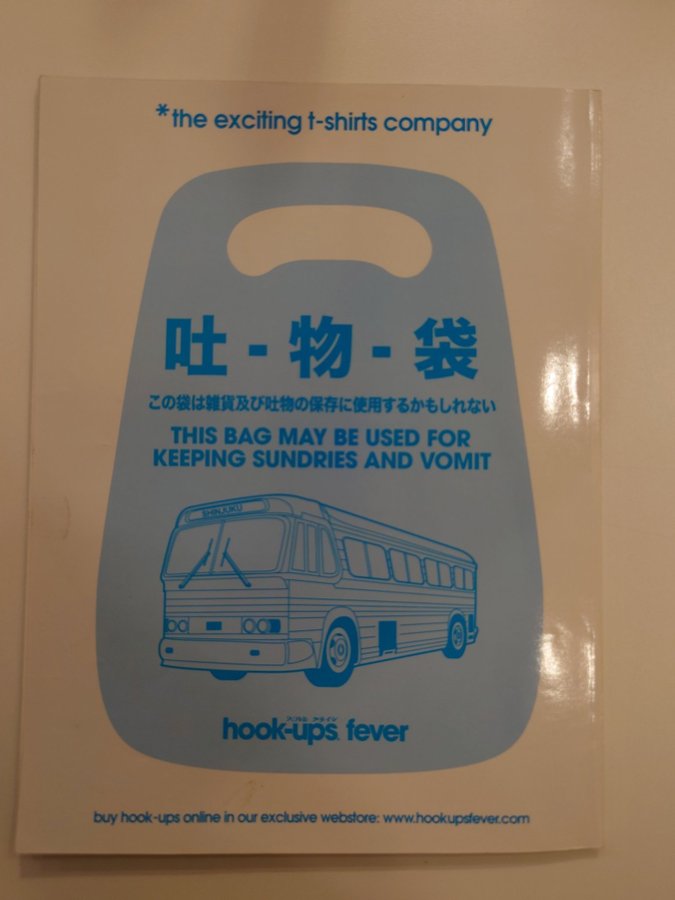 *the exciting t-shirts company
吐-物-袋
この袋は雑貨及び吐物の保存に使用するかもしれない
THIS BAG MAY BE USED FOR
KEEPING SUNDRIES AND VOMIT
SHINJUKU
hook-ups. fever
buy hook-ups online in our exclusive webstore: www.hookupsfever.com